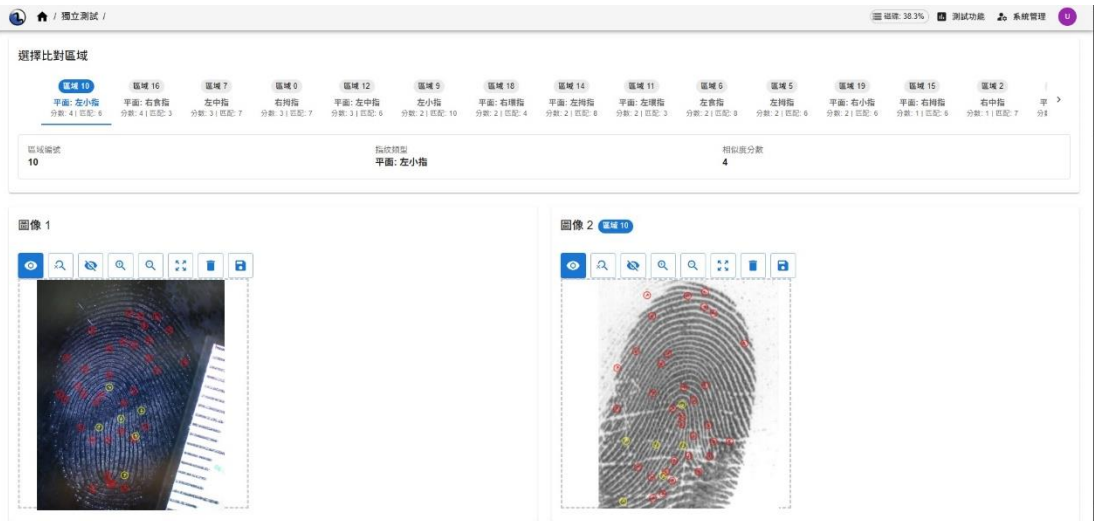 / 獨立測試 /
磁碟: 38.3%
測試功能
系統管理
U
選擇比對區域
區域 10
平面: 左小指
分數: 4 | 匹配: 6
區域 16
平面: 右食指
分數: 4 | 匹配: 3
區域 7
左中指
分數: 3 | 匹配: 7
區域 0
右拇指
分數: 3 | 匹配: 7
區域 12
平面: 左中指
分數: 3 | 匹配: 6
區域 9
左小指
分數: 2 | 匹配: 10
區域 18
平面: 右環指
分數: 2 | 匹配: 4
區域 14
平面: 左拇指
分數: 2 | 匹配: 8
區域 11
平面: 左環指
分數: 2 | 匹配: 3
區域 6
左食指
分數: 2 | 匹配: 8
區域 5
左拇指
分數: 2 | 匹配: 6
區域 19
平面: 右小指
分數: 2 | 匹配: 6
區域 15
平面: 右拇指
分數: 1 | 匹配: 6
區域 2
右中指
分數: 1 | 匹配: 7
區域編號
10
指紋類型
平面: 左小指
相似度分數
4
圖像 1
圖像 2
區域 10